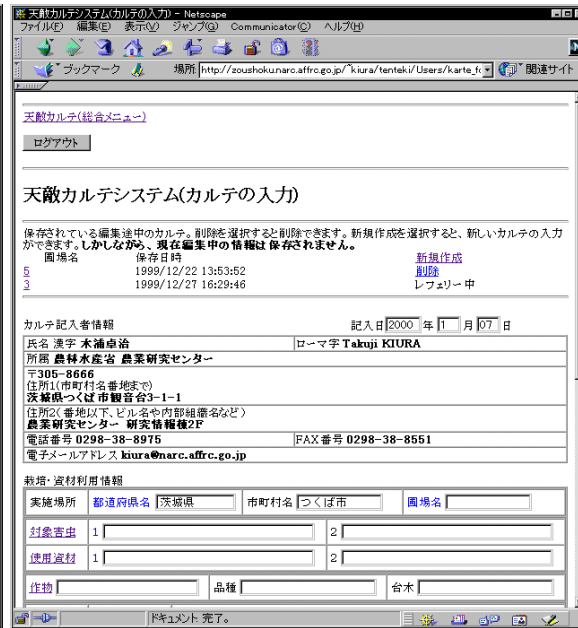 天敵カルテシステム(カルテの入力) - Netscape
ファイル(F) 編集(E) 表示(V) ジャンプ(G) Communicator(C) ヘルプ(H)
ブックマーク 場所 http://zoushoku.narc.affrc.go.jp/~kiura/tenteki/Users/karte_fo 関連サイト
天敵カルテ(総合メニュー)
ログアウト
天敵カルテシステム(カルテの入力)
保存されている編集途中のカルテ。削除を選択すると削除できます。新規作成を選択すると、新しいカルテの入力
ができます。しかしながら、現在編集中の情報は保存されません。
圃場名 保存日時 新規作成
5 1999/12/22 13:53:52 削除
3 1999/12/27 16:29:46 レフェリー中
カルテ記入者情報 記入日 2000 年 1 月 07 日
氏名 漢字 木浦卓治 ローマ字 Takuji KIURA
所属 農林水産省 農業研究センター
〒305-8666
住所1(市町村名番地まで)
茨城県つくば市観音台3-1-1
住所2(番地以下、ビル名や内部組織名など)
農業研究センター 研究情報棟2F
電話番号 0298-38-8975 FAX番号 0298-38-8551
電子メールアドレス kiura@narc.affrc.go.jp
栽培・資材利用情報
実施場所 都道府県名 茨城県 市町村名 つくば市 圃場名
対象害虫 1 2
使用資材 1 2
作物 品種 台木
ドキュメント: 完了。